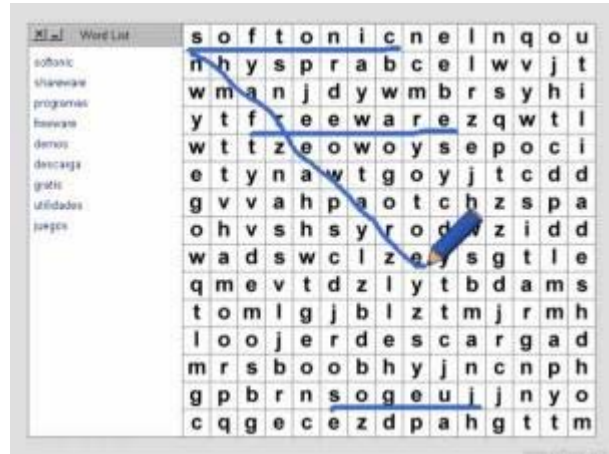 Word List
softonic
shareware
programas
freeware
demos
descarga
gratis
utilidades
juegos
s o f t o n i c n e l n q o u
n h y s p r a b c e l w v j t
w m a n j d y w m b r s y h i
y t f r e e w a r e z q w t l
w t t z e o w o y s e p o c i
e t y n a w t g o y j t c d d
g v v a h p a o t c h z s p a
o h v s h s y r o d v z i d d
w a d s w c l z e y s g t l e
q m e v t d z l y t b d a m s
t o m l g j b l z t m j r m h
l o o j e r d e s c a r g a d
m r s b o o b h y j n c n p h
g p b r n s o g e u j j n y o
c q g e c e z d p a h g t t m